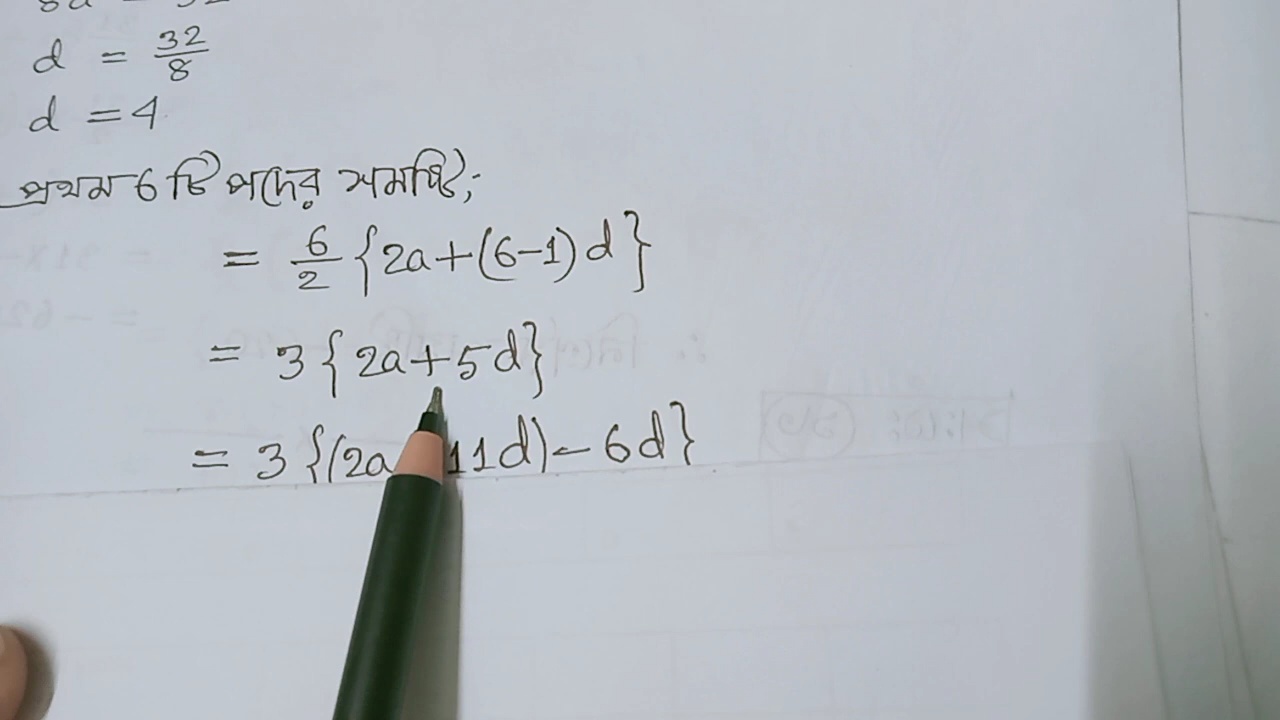 d = 32/8
d = 4
প্রথম 6 টি পদের সমষ্টি;
= 6/2 {2a+(6-1)d}
= 3{2a+5d}
= 3{(2a 11d)-6d}